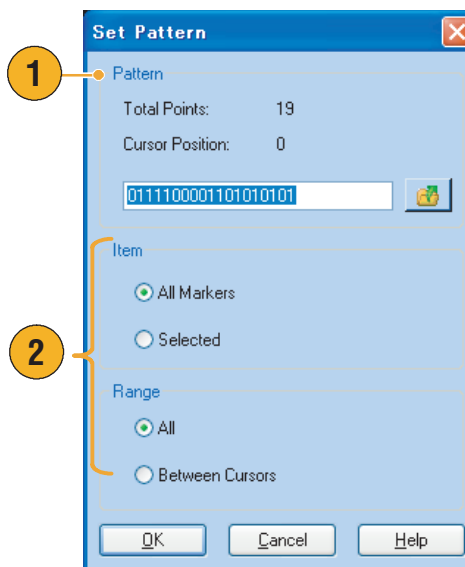 Set Pattern
1
Pattern
Total Points: 19
Cursor Position: 0
0111100001101010101
Item
All Markers
Selected
2
Range
All
Between Cursors
OK Cancel Help